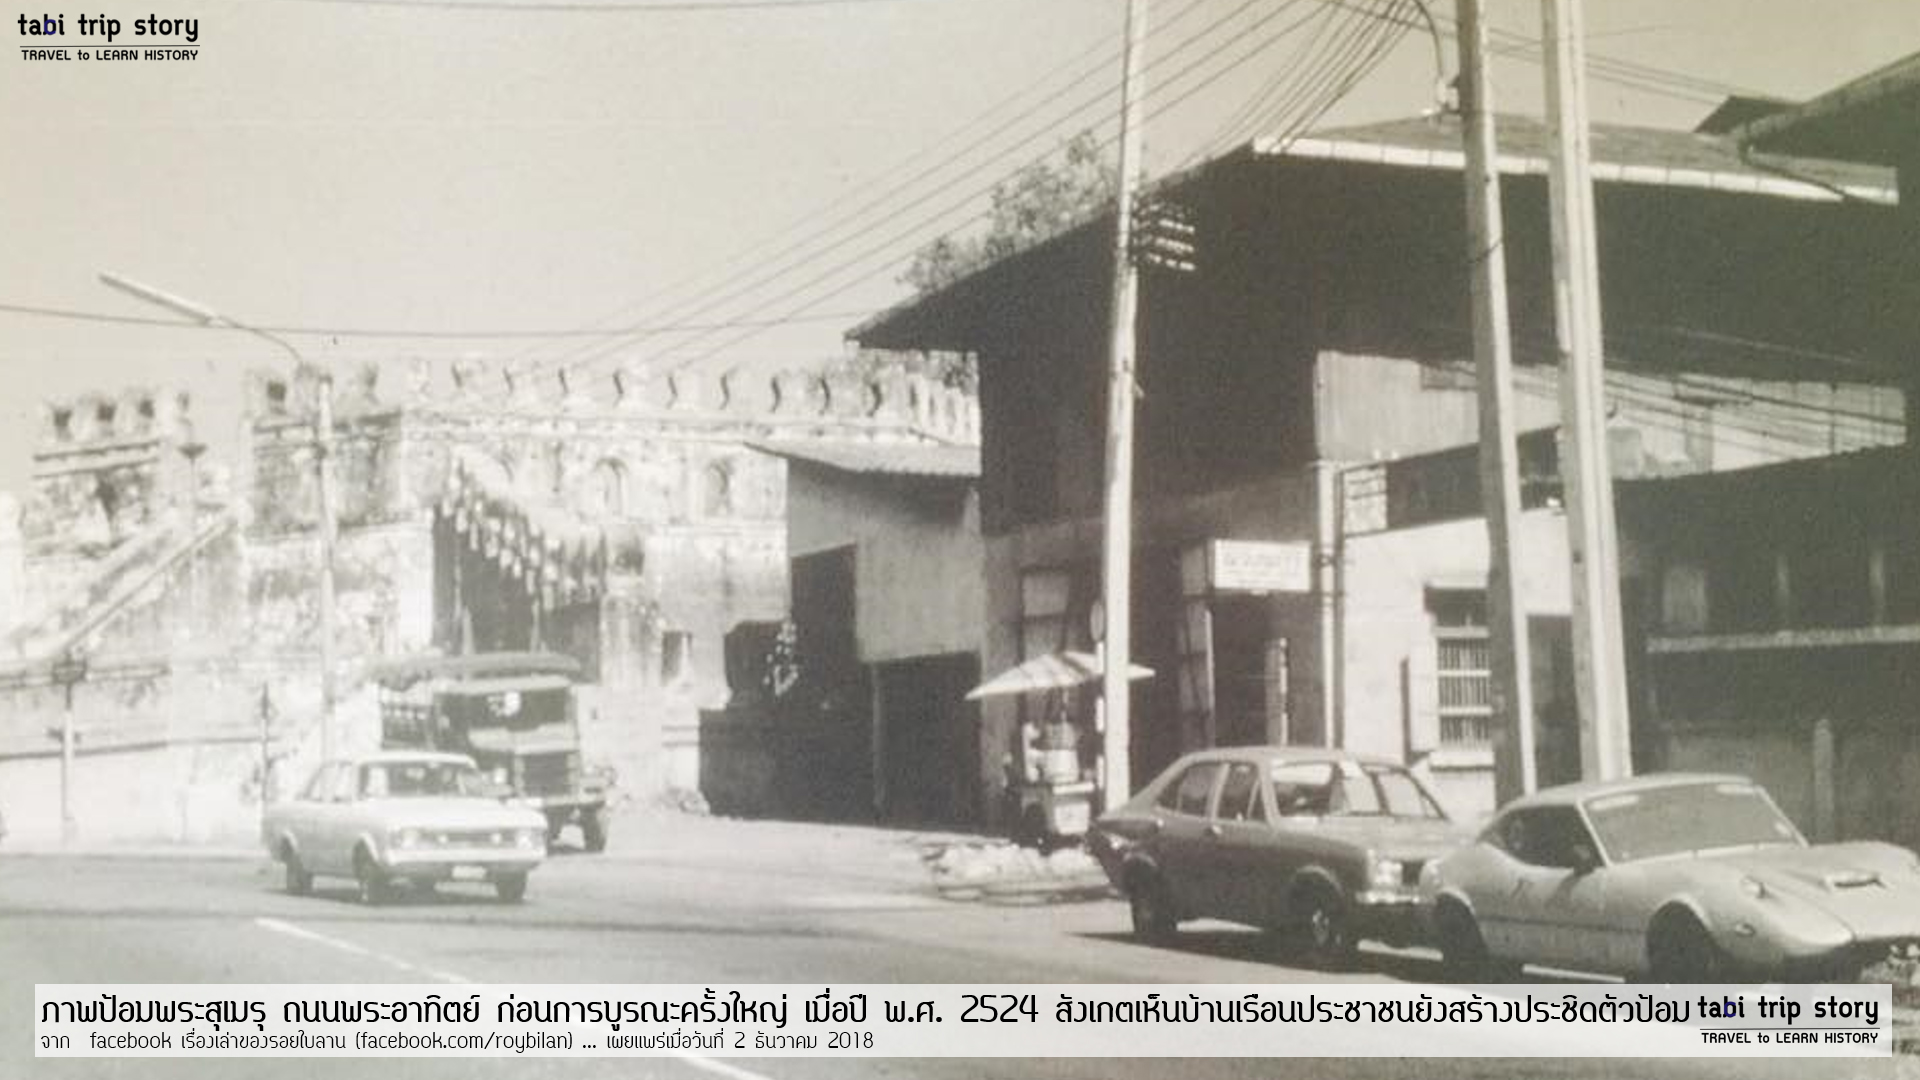 tabi trip story
TRAVEL to LEARN HISTORY
ภาพป้อมพระสุเมรุ ถนนพระอาทิตย์ ก่อนการบูรณะครั้งใหญ่ เมื่อปี พ.ศ. 2524 สังเกตเห็นบ้านเรือนประชาชนยังสร้างประชิดตัวป้อม
จาก facebook เรื่องเล่าของรอยใบลาน (facebook.com/roybilan) ... เผยแพร่เมื่อวันที่ 2 ธันวาคม 2018
tabi trip story
TRAVEL to LEARN HISTORY